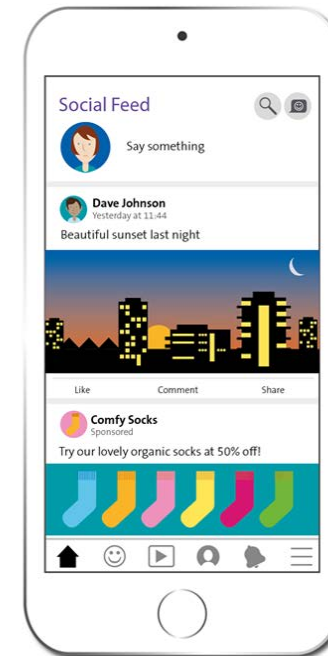 Social Feed
Say something
Dave Johnson
Yesterday at 11:44
Beautiful sunset last night
Like Comment Share
Comfy Socks
Sponsored
Try our lovely organic socks at 50% off!